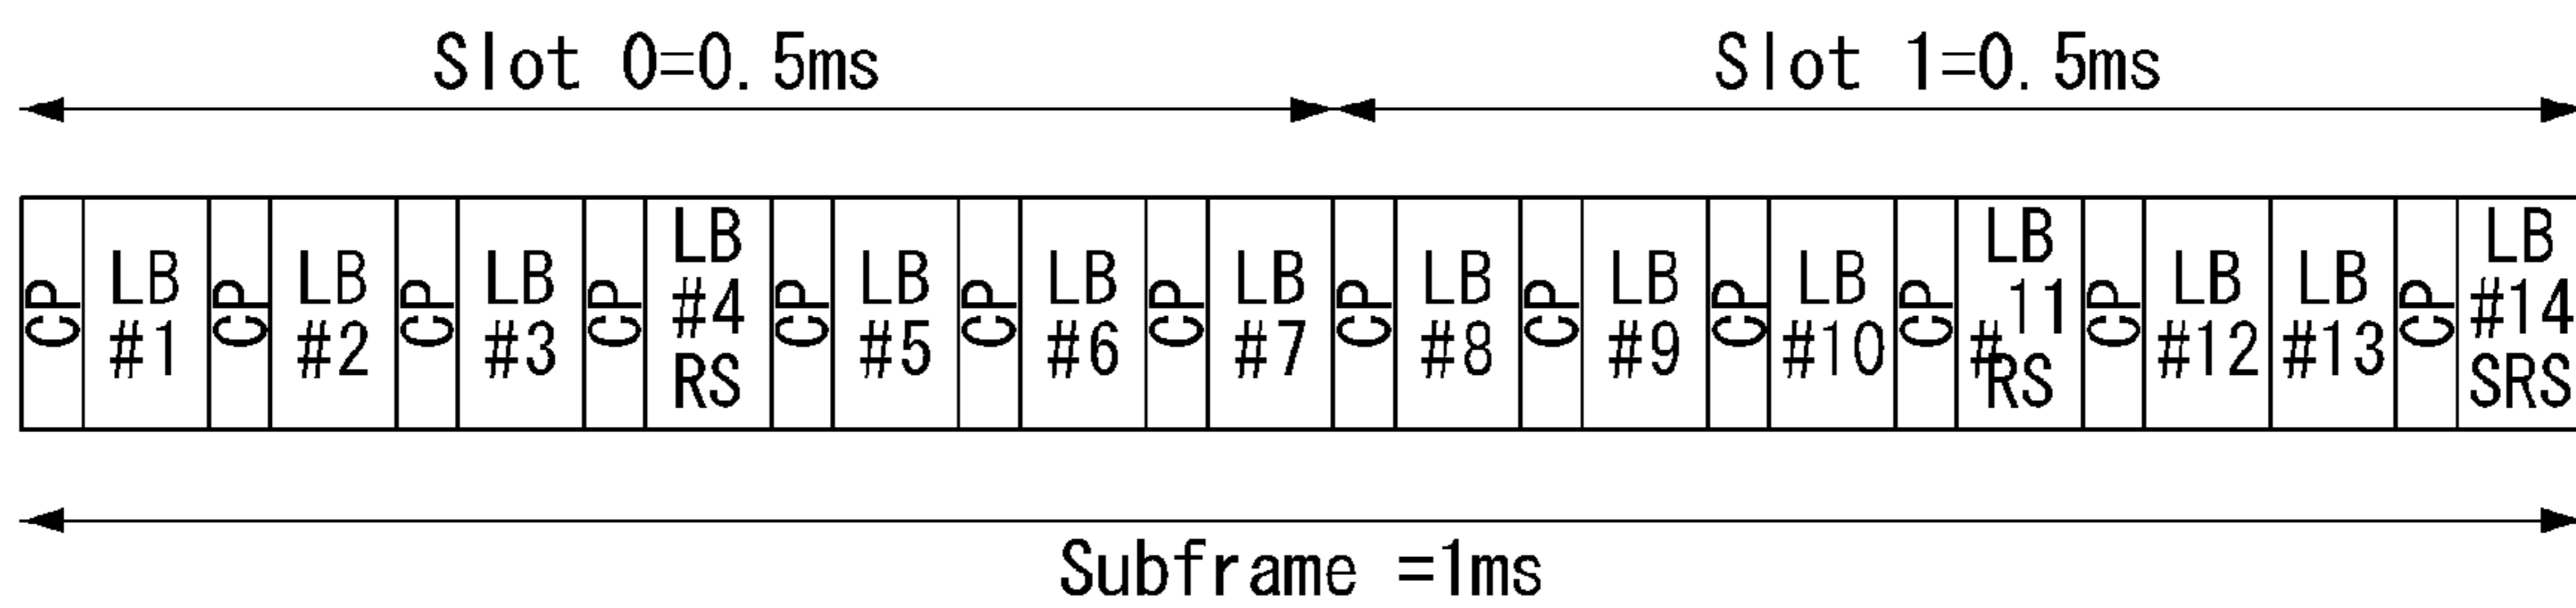 Slot 0=0.5ms
Slot 1=0.5ms
CP
LB
#1
CP
LB
#2
CP
LB
#3
CP
LB
#4
RS
CP
LB
#5
CP
LB
#6
CP
LB
#7
CP
LB
#8
CP
LB
#9
CP
LB
#10
CP
LB
#11
RS
CP
LB
#12
LB
#13
CP
LB
#14
SRS
Subframe =1ms